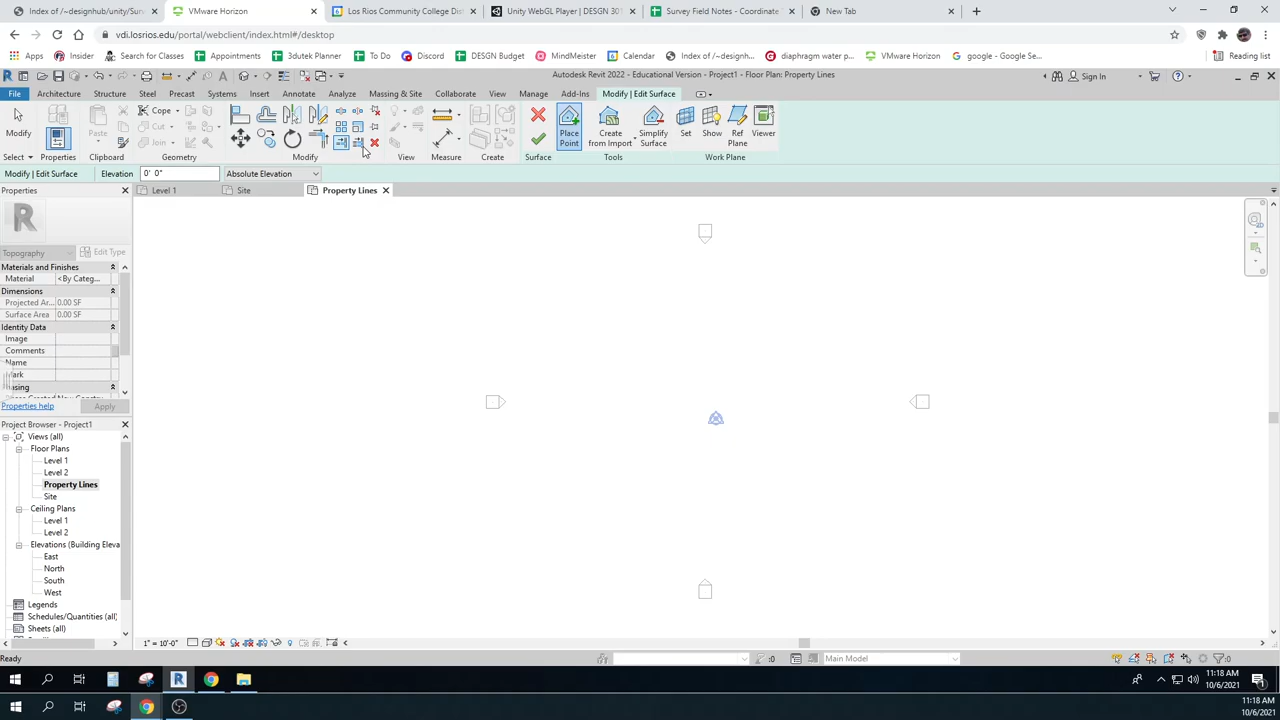 Index of /~designhub/unity/Surv
VMware Horizon
Los Rios Community College Dist
Unity WebGL Player | DESGN 301
Survey Field Notes - Coordinate
New Tab
vdi.losrios.edu/portal/webclient/index.html#/desktop
Apps
Insider
Search for Classes
Appointments
3dutek Planner
To Do
Discord
DESGN Budget
MindMeister
Calendar
Index of /~designh...
diaphragm water p...
VMware Horizon
google - Google Se...
Reading list
Autodesk Revit 2022 - Educational Version - Project1 - Floor Plan: Property Lines
Sign In
File Architecture Structure Steel Precast Systems Insert Annotate Analyze Massing & Site Collaborate View Manage Add-Ins Modify | Edit Surface
Modify
Properties
Paste
Cope
Cut
Join
Place Point
Create from Import
Simplify Surface
Set
Show
Ref Plane
Viewer
Select Properties Clipboard Geometry Modify View Measure Create Surface Tools Work Plane
Modify | Edit Surface Elevation 0' 0" Absolute Elevation
Properties
Level 1
Site
Property Lines
Topography
Edit Type
Materials and Finishes
Material <By Categ...
Dimensions
Projected Ar... 0.00 SF
Surface Area 0.00 SF
Identity Data
Image
Comments
Name
Mark
Properties help
Apply
Project Browser - Project1
Views (all)
Floor Plans
Level 1
Level 2
Property Lines
Site
Ceiling Plans
Level 1
Level 2
Elevations (Building Eleva
East
North
South
West
Legends
Schedules/Quantities (all)
Sheets (all)
1" = 10'-0"
Ready
:0
Main Model
:0
11:18 AM
10/6/2021
1
11:18 AM
10/6/2021